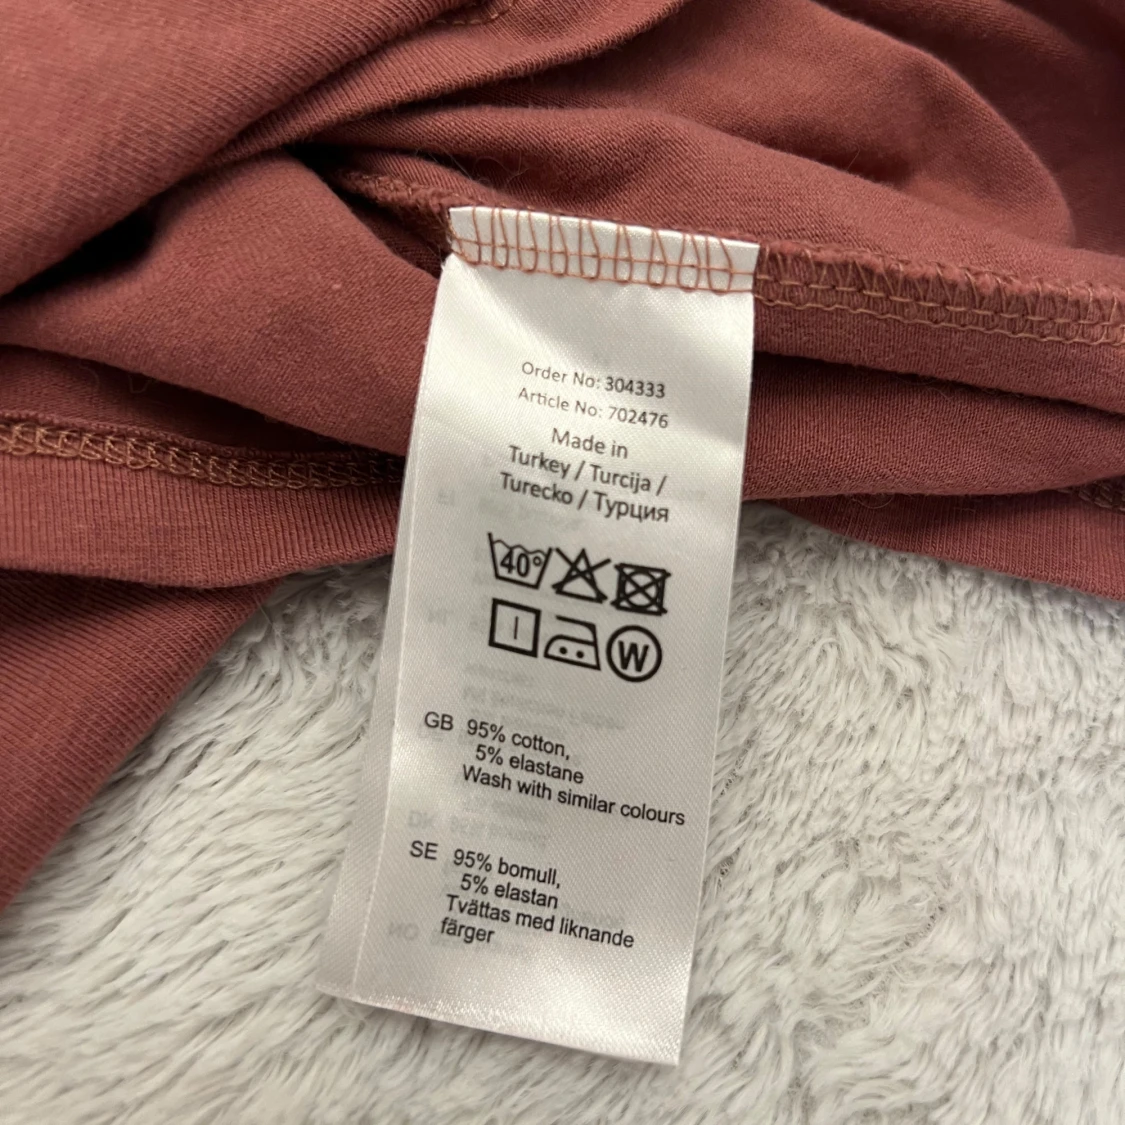 Order No: 304333
Article No: 702476
Made in
Turkey / Turcija /
Turecko / Турция
40°
W
GB 95% cotton,
5% elastane
Wash with similar colours
SE 95% bomull,
5% elastan
Tvättas med liknande
färger